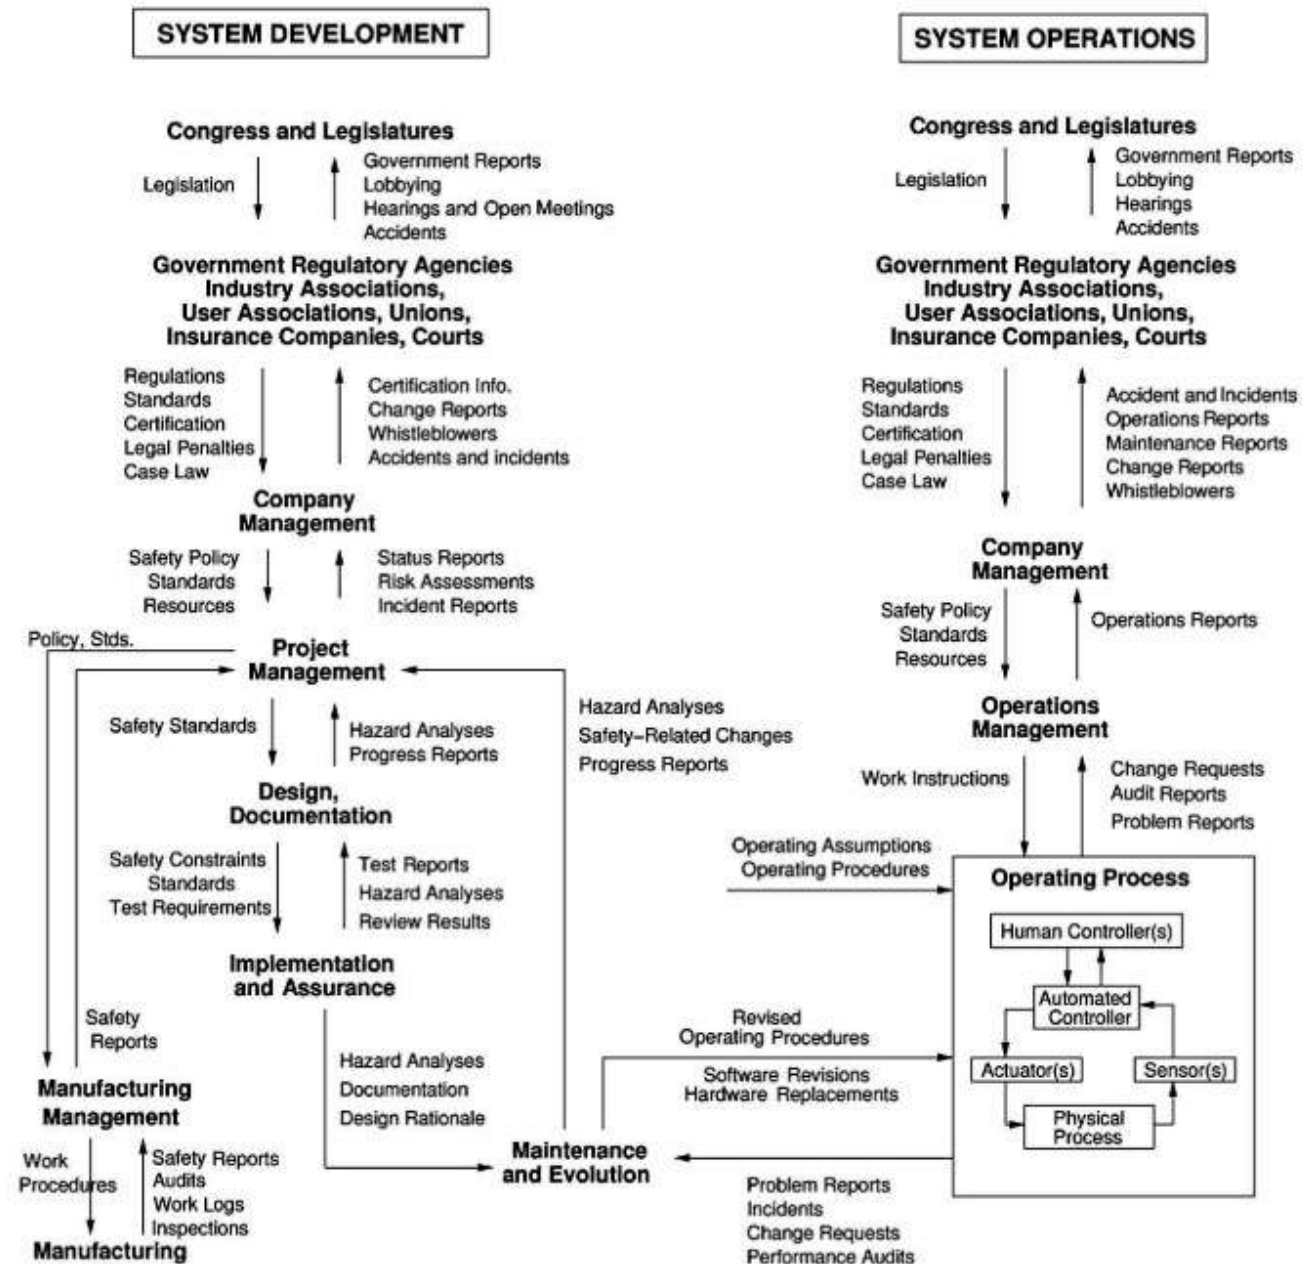 SYSTEM DEVELOPMENT
Congress and Legislatures
Legislation
Government Reports
Lobbying
Hearings and Open Meetings
Accidents
Government Regulatory Agencies
Industry Associations,
User Associations, Unions,
Insurance Companies, Courts
Regulations
Standards
Certification
Legal Penalties
Case Law
Certification Info.
Change Reports
Whistleblowers
Accidents and incidents
Company
Management
Safety Policy
Standards
Resources
Status Reports
Risk Assessments
Incident Reports
Policy, Stds.
Project
Management
Safety Standards
Hazard Analyses
Progress Reports
Hazard Analyses
Safety-Related Changes
Progress Reports
Design,
Documentation
Safety Constraints
Standards
Test Requirements
Test Reports
Hazard Analyses
Review Results
Implementation
and Assurance
Safety
Reports
Hazard Analyses
Documentation
Design Rationale
Manufacturing
Management
Work
Procedures
Safety Reports
Audits
Work Logs
Inspections
Manufacturing
Maintenance
and Evolution
SYSTEM OPERATIONS
Congress and Legislatures
Legislation
Government Reports
Lobbying
Hearings
Accidents
Government Regulatory Agencies
Industry Associations,
User Associations, Unions,
Insurance Companies, Courts
Regulations
Standards
Certification
Legal Penalties
Case Law
Accident and Incidents
Operations Reports
Maintenance Reports
Change Reports
Whistleblowers
Company
Management
Safety Policy
Standards
Resources
Operations Reports
Operations
Management
Work Instructions
Change Requests
Audit Reports
Problem Reports
Operating Assumptions
Operating Procedures
Operating Process
Human Controller(s)
Automated
Controller
Actuator(s)
Sensor(s)
Physical
Process
Revised
Operating Procedures
Software Revisions
Hardware Replacements
Problem Reports
Incidents
Change Requests
Performance Audits